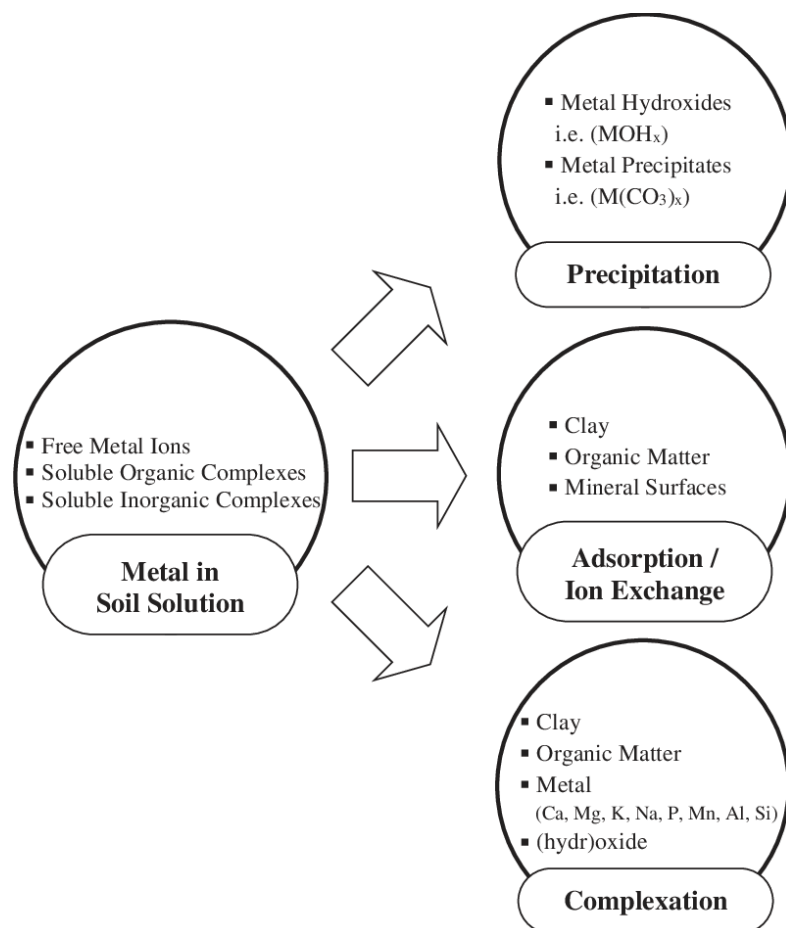 ▪ Metal Hydroxides
i.e. (MOHₓ)
▪ Metal Precipitates
i.e. (M(CO₃)ₓ)
Precipitation
▪ Free Metal Ions
▪ Soluble Organic Complexes
▪ Soluble Inorganic Complexes
Metal in
Soil Solution
▪ Clay
▪ Organic Matter
▪ Mineral Surfaces
Adsorption /
Ion Exchange
▪ Clay
▪ Organic Matter
▪ Metal
(Ca, Mg, K, Na, P, Mn, Al, Si)
▪ (hydr)oxide
Complexation